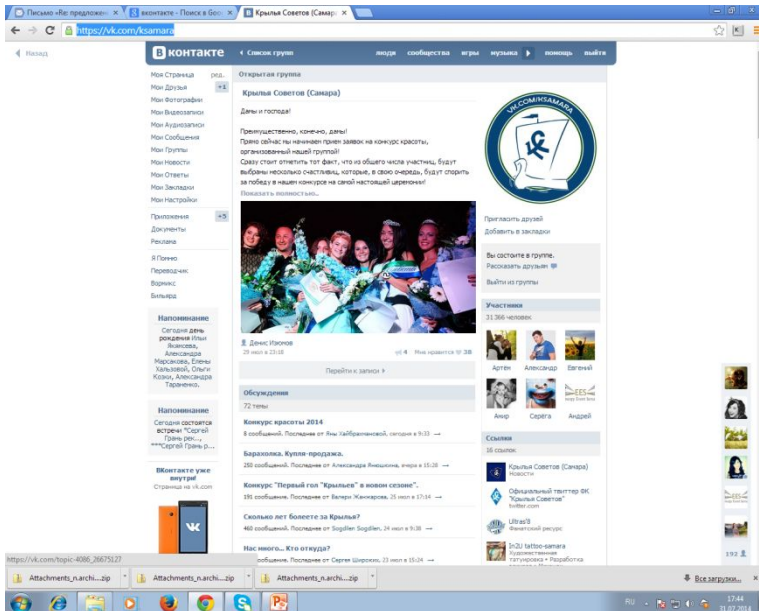 Письмо «Re: предложен
вконтакте - Поиск в Goo
Крылья Советов (Самар
https://vk.com/ksamara
Назад
В контакте
Список групп
люди сообщества игры музыка помощь выйти
Моя Страница ред.
Мои Друзья +1
Мои Фотографии
Мои Видеозаписи
Мои Аудиозаписи
Мои Сообщения
Мои Группы
Мои Новости
Мои Ответы
Мои Закладки
Мои Настройки
Приложения +5
Документы
Реклама
Я Помню
Переводчик
Вормикс
Бильярд
Напоминание
Сегодня день
рождения Ильи
Якамсева,
Александра
Марсакова, Елены
Хальзовой, Ольги
Александра
Тараненко.
Напоминание
Сегодня состоятся
встречи "Сергей
Грань рек...,
***Сергей Грань р...
ВКонтакте уже
внутри!
Страница на vk.com
Открытая группа
Крылья Советов (Самара)
Дамы и господа!
Преимущественно, конечно, дамы!
Прямо сейчас мы начинаем прием заявок на конкурс красоты,
организованный нашей группой!
Сразу стоит отметить тот факт, что из общего числа участниц, будут
выбраны несколько счастливиц, которые, в свою очередь, будут спорить
за победу в нашем конкурсе на самой настоящей церемонии!
Показать полностью..
Денис Изюмов
29 июл в 23:18
4 Мне нравится 38
Перейти к записи
Обсуждения
72 темы
Конкурс красоты 2014
8 сообщений. Последнее от Яны Хайбрахмановой, сегодня в 9:33 →
Барахолка. Купля-продажа.
250 сообщений. Последнее от Александра Янюшкина, вчера в 15:28 →
Конкурс "Первый гол "Крыльев" в новом сезоне".
191 сообщение. Последнее от Валеры Жанжарова, 25 июл в 17:14 →
Сколько лет болеете за Крылья?
460 сообщений. Последнее от Sogdilen Sogdilen, 24 июл в 9:38 →
Нас много... Кто откуда?
сообщение. Последнее от Сергея Широких, 23 июл в 15:24 →
VK.COM/KSAMARA
Пригласить друзей
Добавить в закладки
Вы состоите в группе.
Рассказать друзьям
Выйти из группы
Участники
31 366 человек
Артём Александр Евгений
Акир Серёга Андрей
EES
Ссылки
16 ссылок
Крылья Советов (Самара)
Новости
Официальный твиттер ФК
"Крылья Советов"
twitter.com
Ultras'8
Фанатский ресурс
In2U tattoo-samara
Художественная
татуировка • Разработка
EES
192
https://vk.com/topic-4086_26675127
Attachments_n.archi...zip
Attachments_n.archi...zip
Attachments_n.archi...zip
Все загрузки...
RU
17:44
31.07.2014